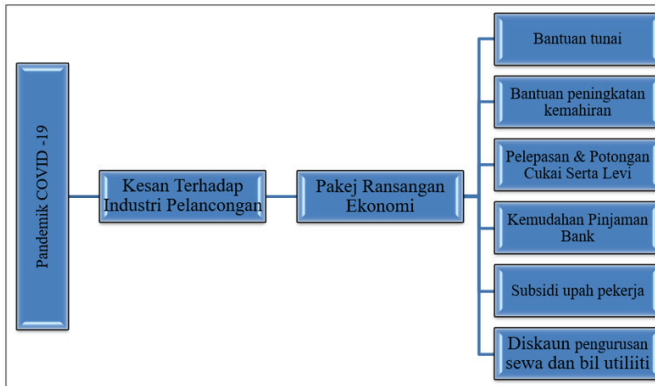 Pandemik COVID -19
Kesan Terhadap
Industri Pelancongan
Pakej Ransangan
Ekonomi
Bantuan tunai
Bantuan peningkatan
kemahiran
Pelepasan & Potongan
Cukai Serta Levi
Kemudahan Pinjaman
Bank
Subsidi upah pekerja
Diskaun pengurusan
sewa dan bil utiliiti